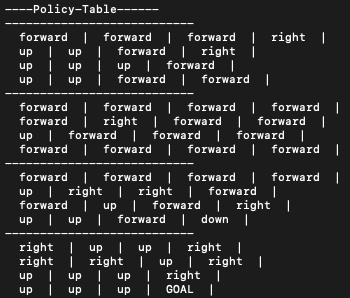 ----Policy-Table------
---------------------------
forward | forward | forward | right |
up | up | forward | right |
up | up | up | forward |
up | up | forward | forward |
---------------------------
forward | forward | forward | forward |
forward | right | forward | forward |
up | forward | forward | forward |
forward | forward | forward | forward |
---------------------------
forward | forward | forward | forward |
up | right | right | forward |
forward | up | forward | right |
up | up | forward | down |
---------------------------
right | up | up | right |
right | right | up | right |
up | up | up | right |
up | up | up | GOAL |